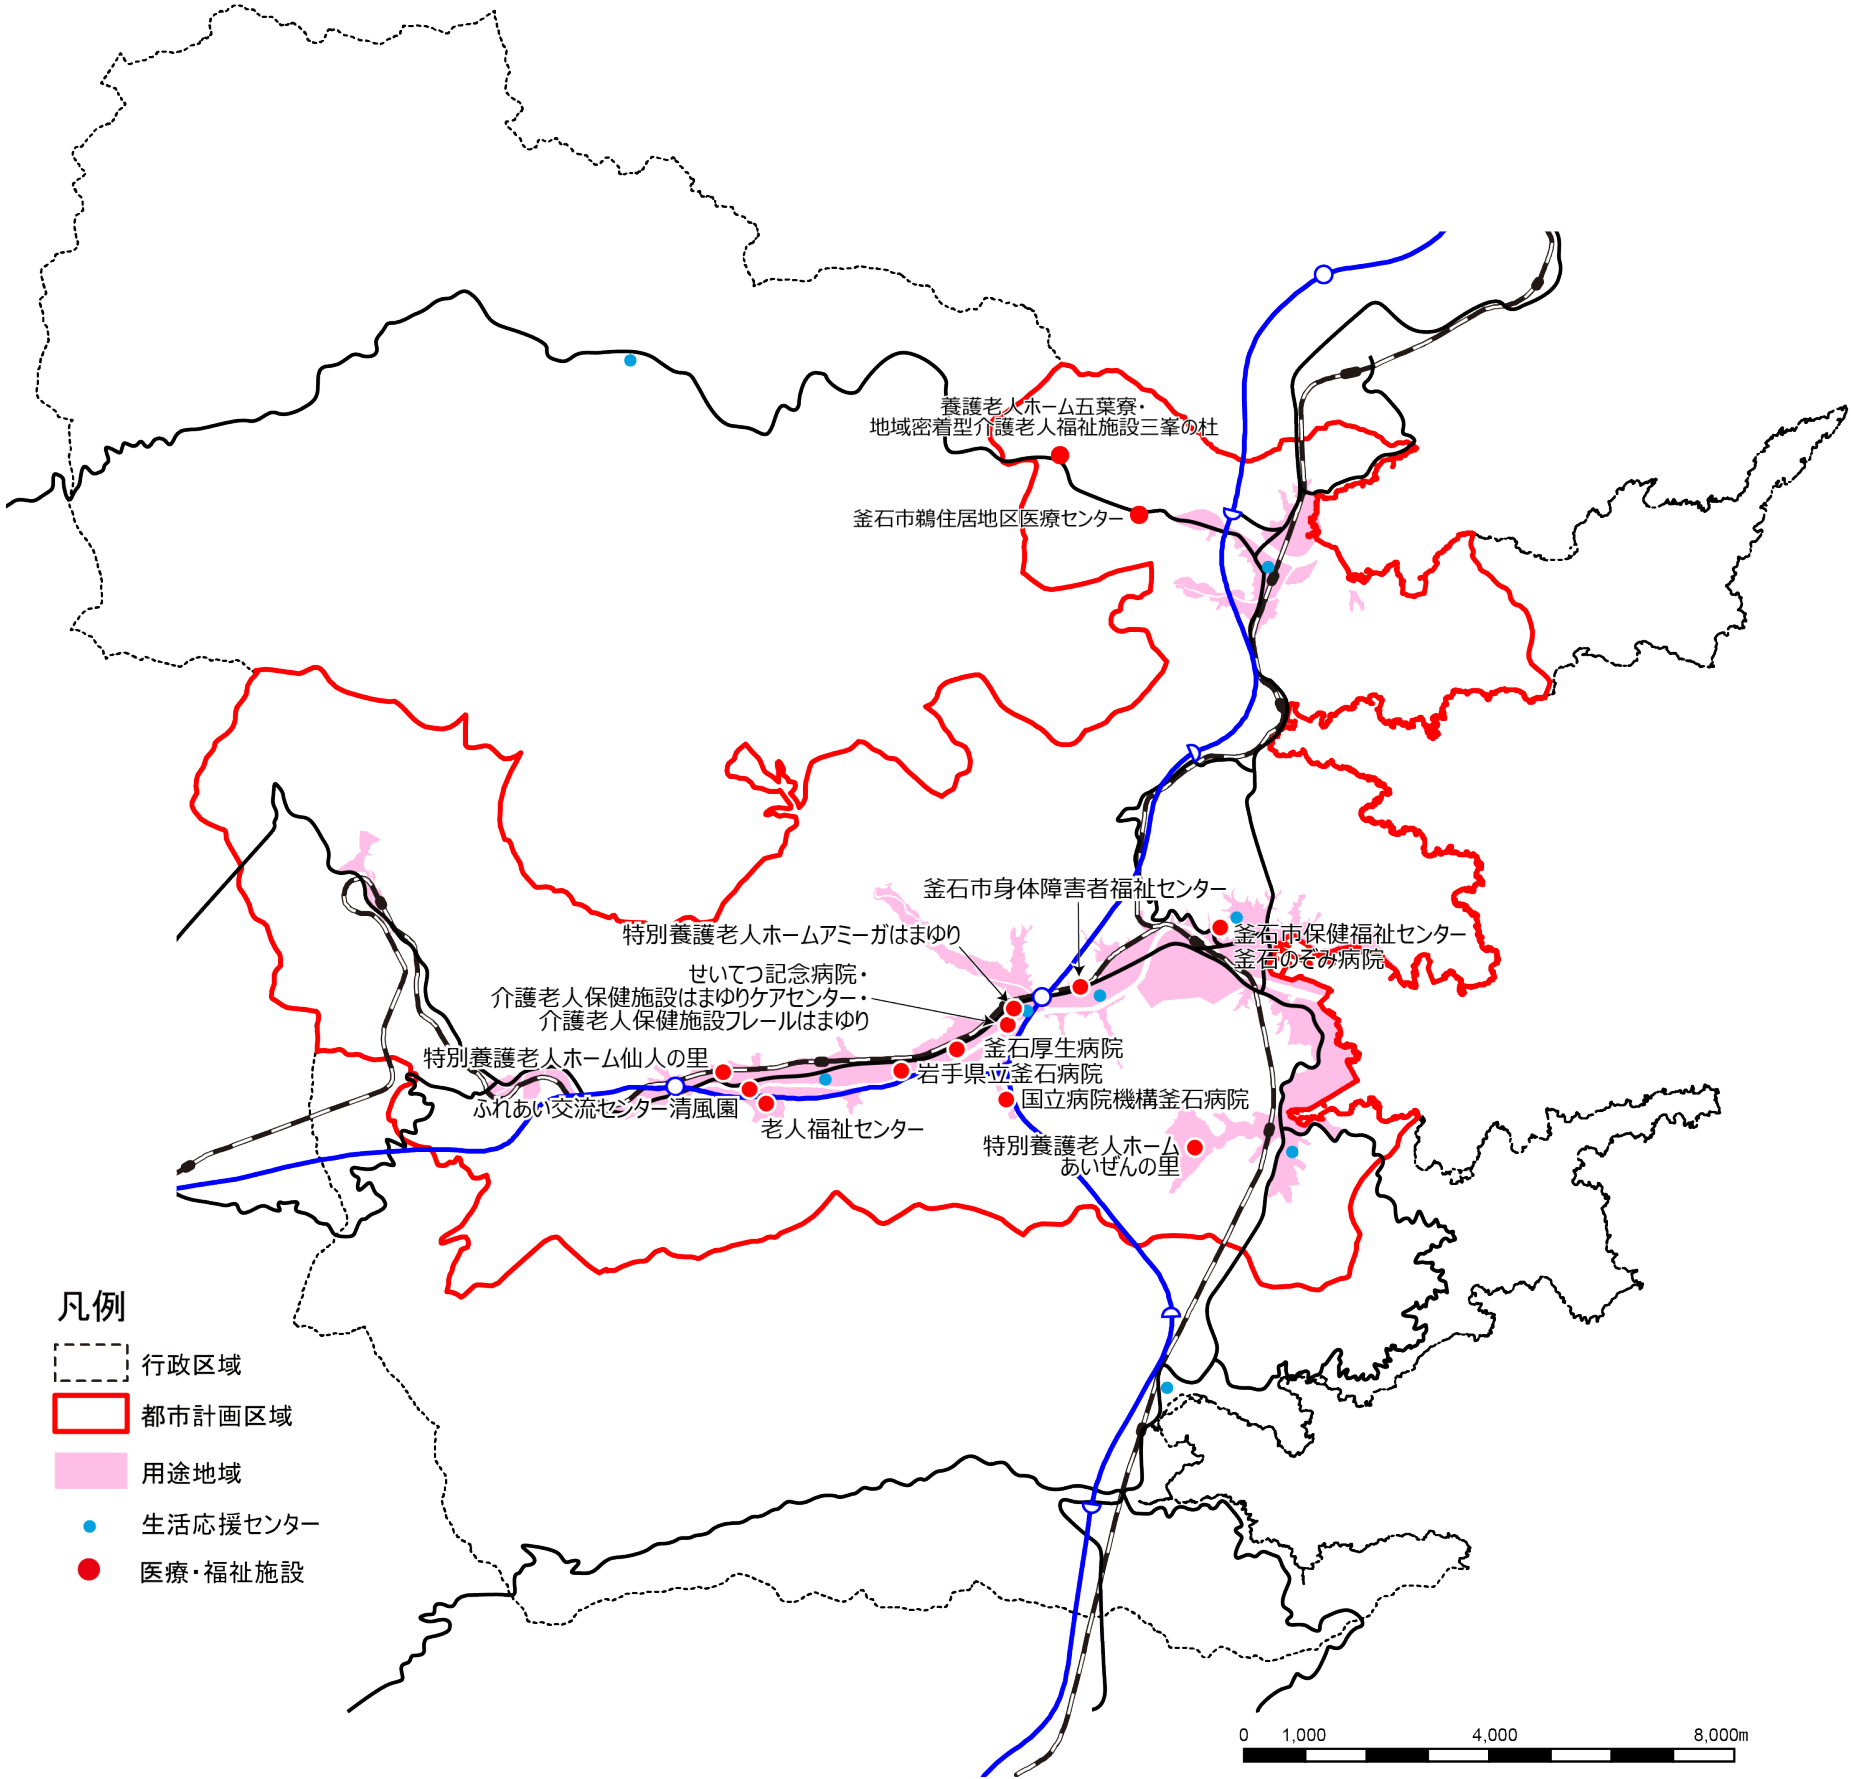 養護老人ホーム五葉寮・
地域密着型介護老人福祉施設三峯の杜
釜石市鵜住居地区医療センター
釜石市身体障害者福祉センター
特別養護老人ホームアミーガはまゆり
釜石市保健福祉センター
釜石のぞみ病院
せいてつ記念病院・
介護老人保健施設はまゆりケアセンター・
介護老人保健施設フレールはまゆり
特別養護老人ホーム仙人の里
釜石厚生病院
岩手県立釜石病院
国立病院機構釜石病院
ふれあい交流センター清風園
老人福祉センター
特別養護老人ホーム
あいぜんの里
凡例
行政区域
都市計画区域
用途地域
生活応援センター
医療・福祉施設
0 1,000 4,000 8,000m